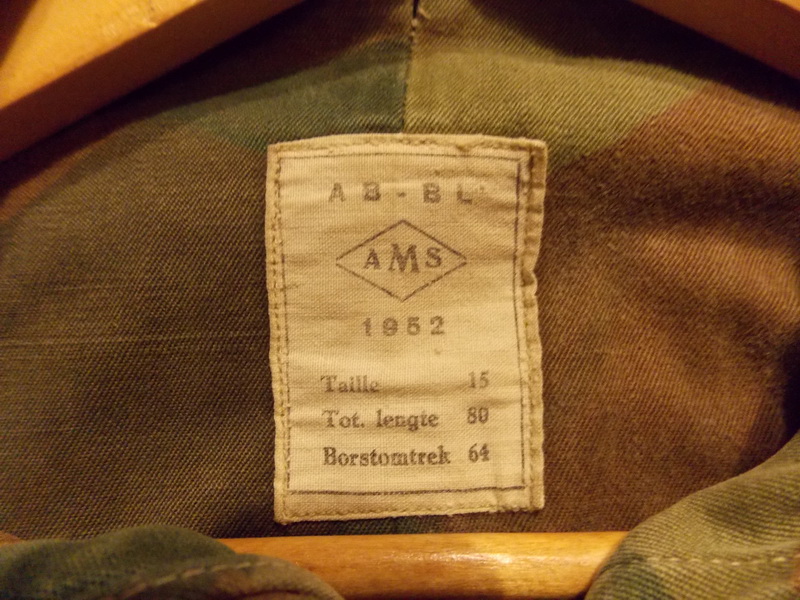 AB-BL
AMS
1952
Taille 15
Tot. lengte 80
Borstomtrek 64